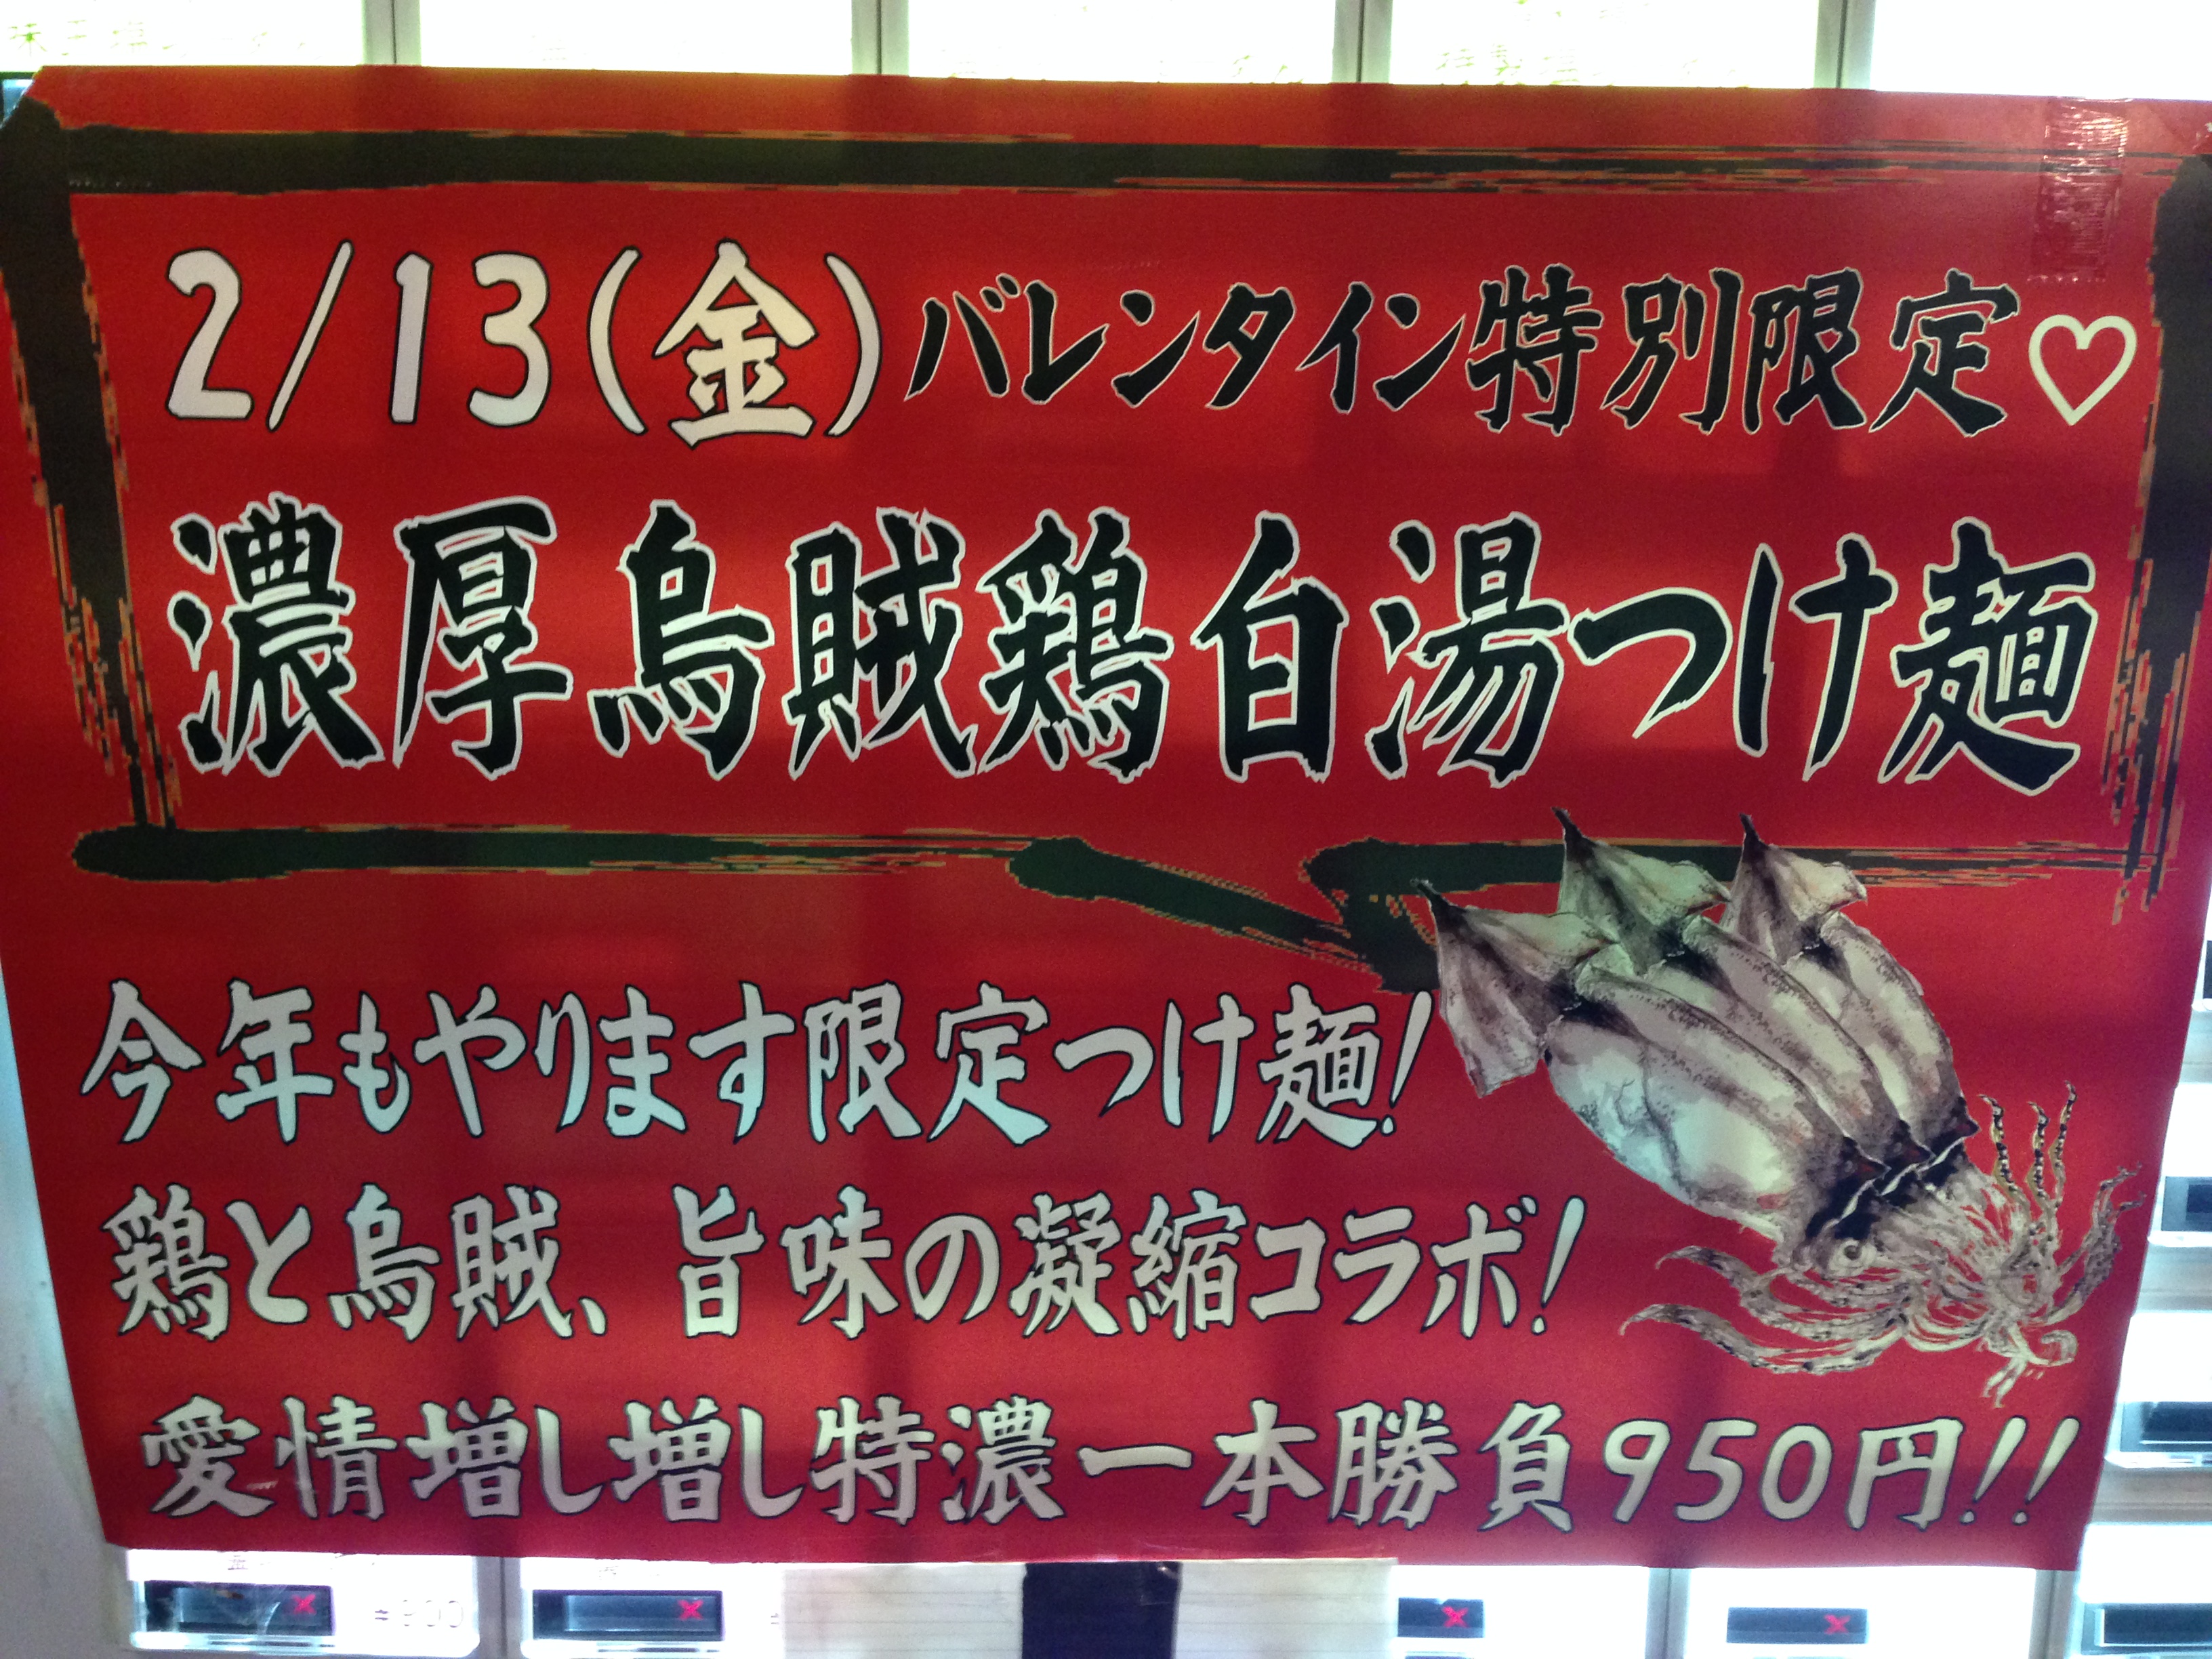 2/13(金)バレンタイン特別限定♡
濃厚烏賊鶏白湯つけ麺
今年もやります限定つけ麺!
鶏と烏賊、旨味の凝縮コラボ!
愛情増し増し特濃一本勝負950円!!